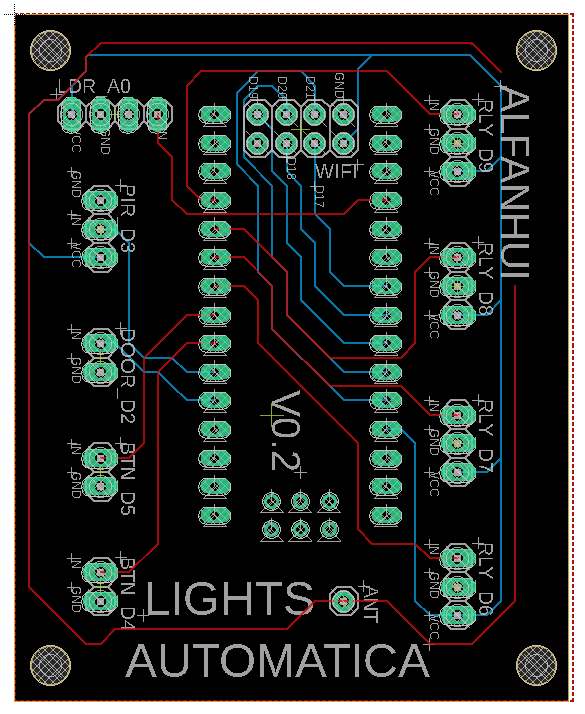 LDR A0
VCC
GND
IN
D19
D20
D21
GND
D18
D17
WIFI
ALFANHUI
GND
IN
VCC
PIR D3
IN
GND
DOOR D2
IN
GND
BTN D5
IN
GND
BTN D4
IN
GND
VCC
RLY D9
IN
GND
VCC
RLY D8
IN
GND
VCC
RLY D7
IN
GND
VCC
RLY D6
V0.2
LIGHTS
ANT
AUTOMATICA